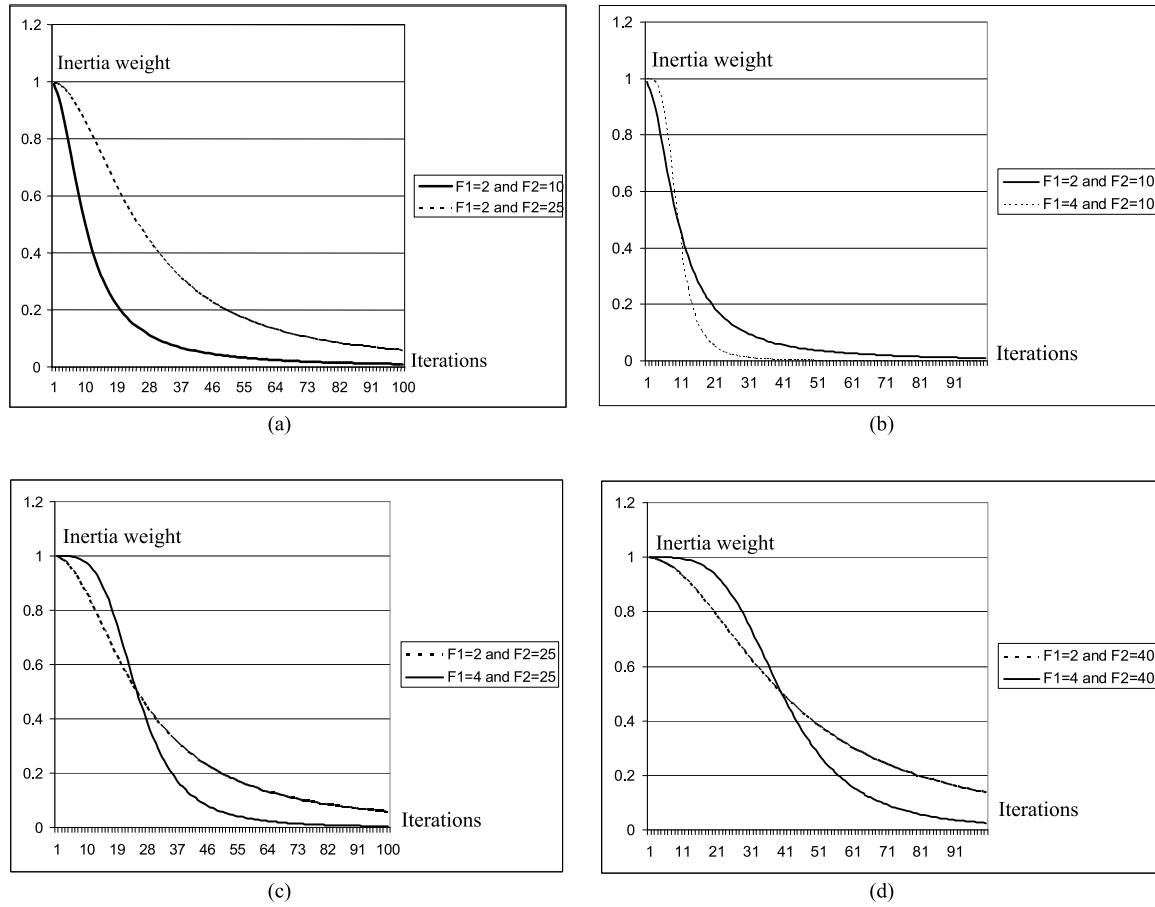 1.2
Inertia weight
1
0.8
0.6
F1=2 and F2=10
F1=2 and F2=25
0.4
0.2
Iterations
0
1 10 19 28 37 46 55 64 73 82 91 100
(a)
1.2
Inertia weight
1
0.8
F1=2 and F2=10
F1=4 and F2=10
0.6
0.4
0.2
Iterations
0
1 11 21 31 41 51 61 71 81 91
(b)
1.2
Inertia weight
1
0.8
0.6
F1=2 and F2=25
F1=4 and F2=25
0.4
0.2
Iterations
0
1 10 19 28 37 46 55 64 73 82 91 100
(c)
1.2
Inertia weight
1
0.8
0.6
F1=2 and F2=40
F1=4 and F2=40
0.4
0.2
Iterations
0
1 11 21 31 41 51 61 71 81 91
(d)